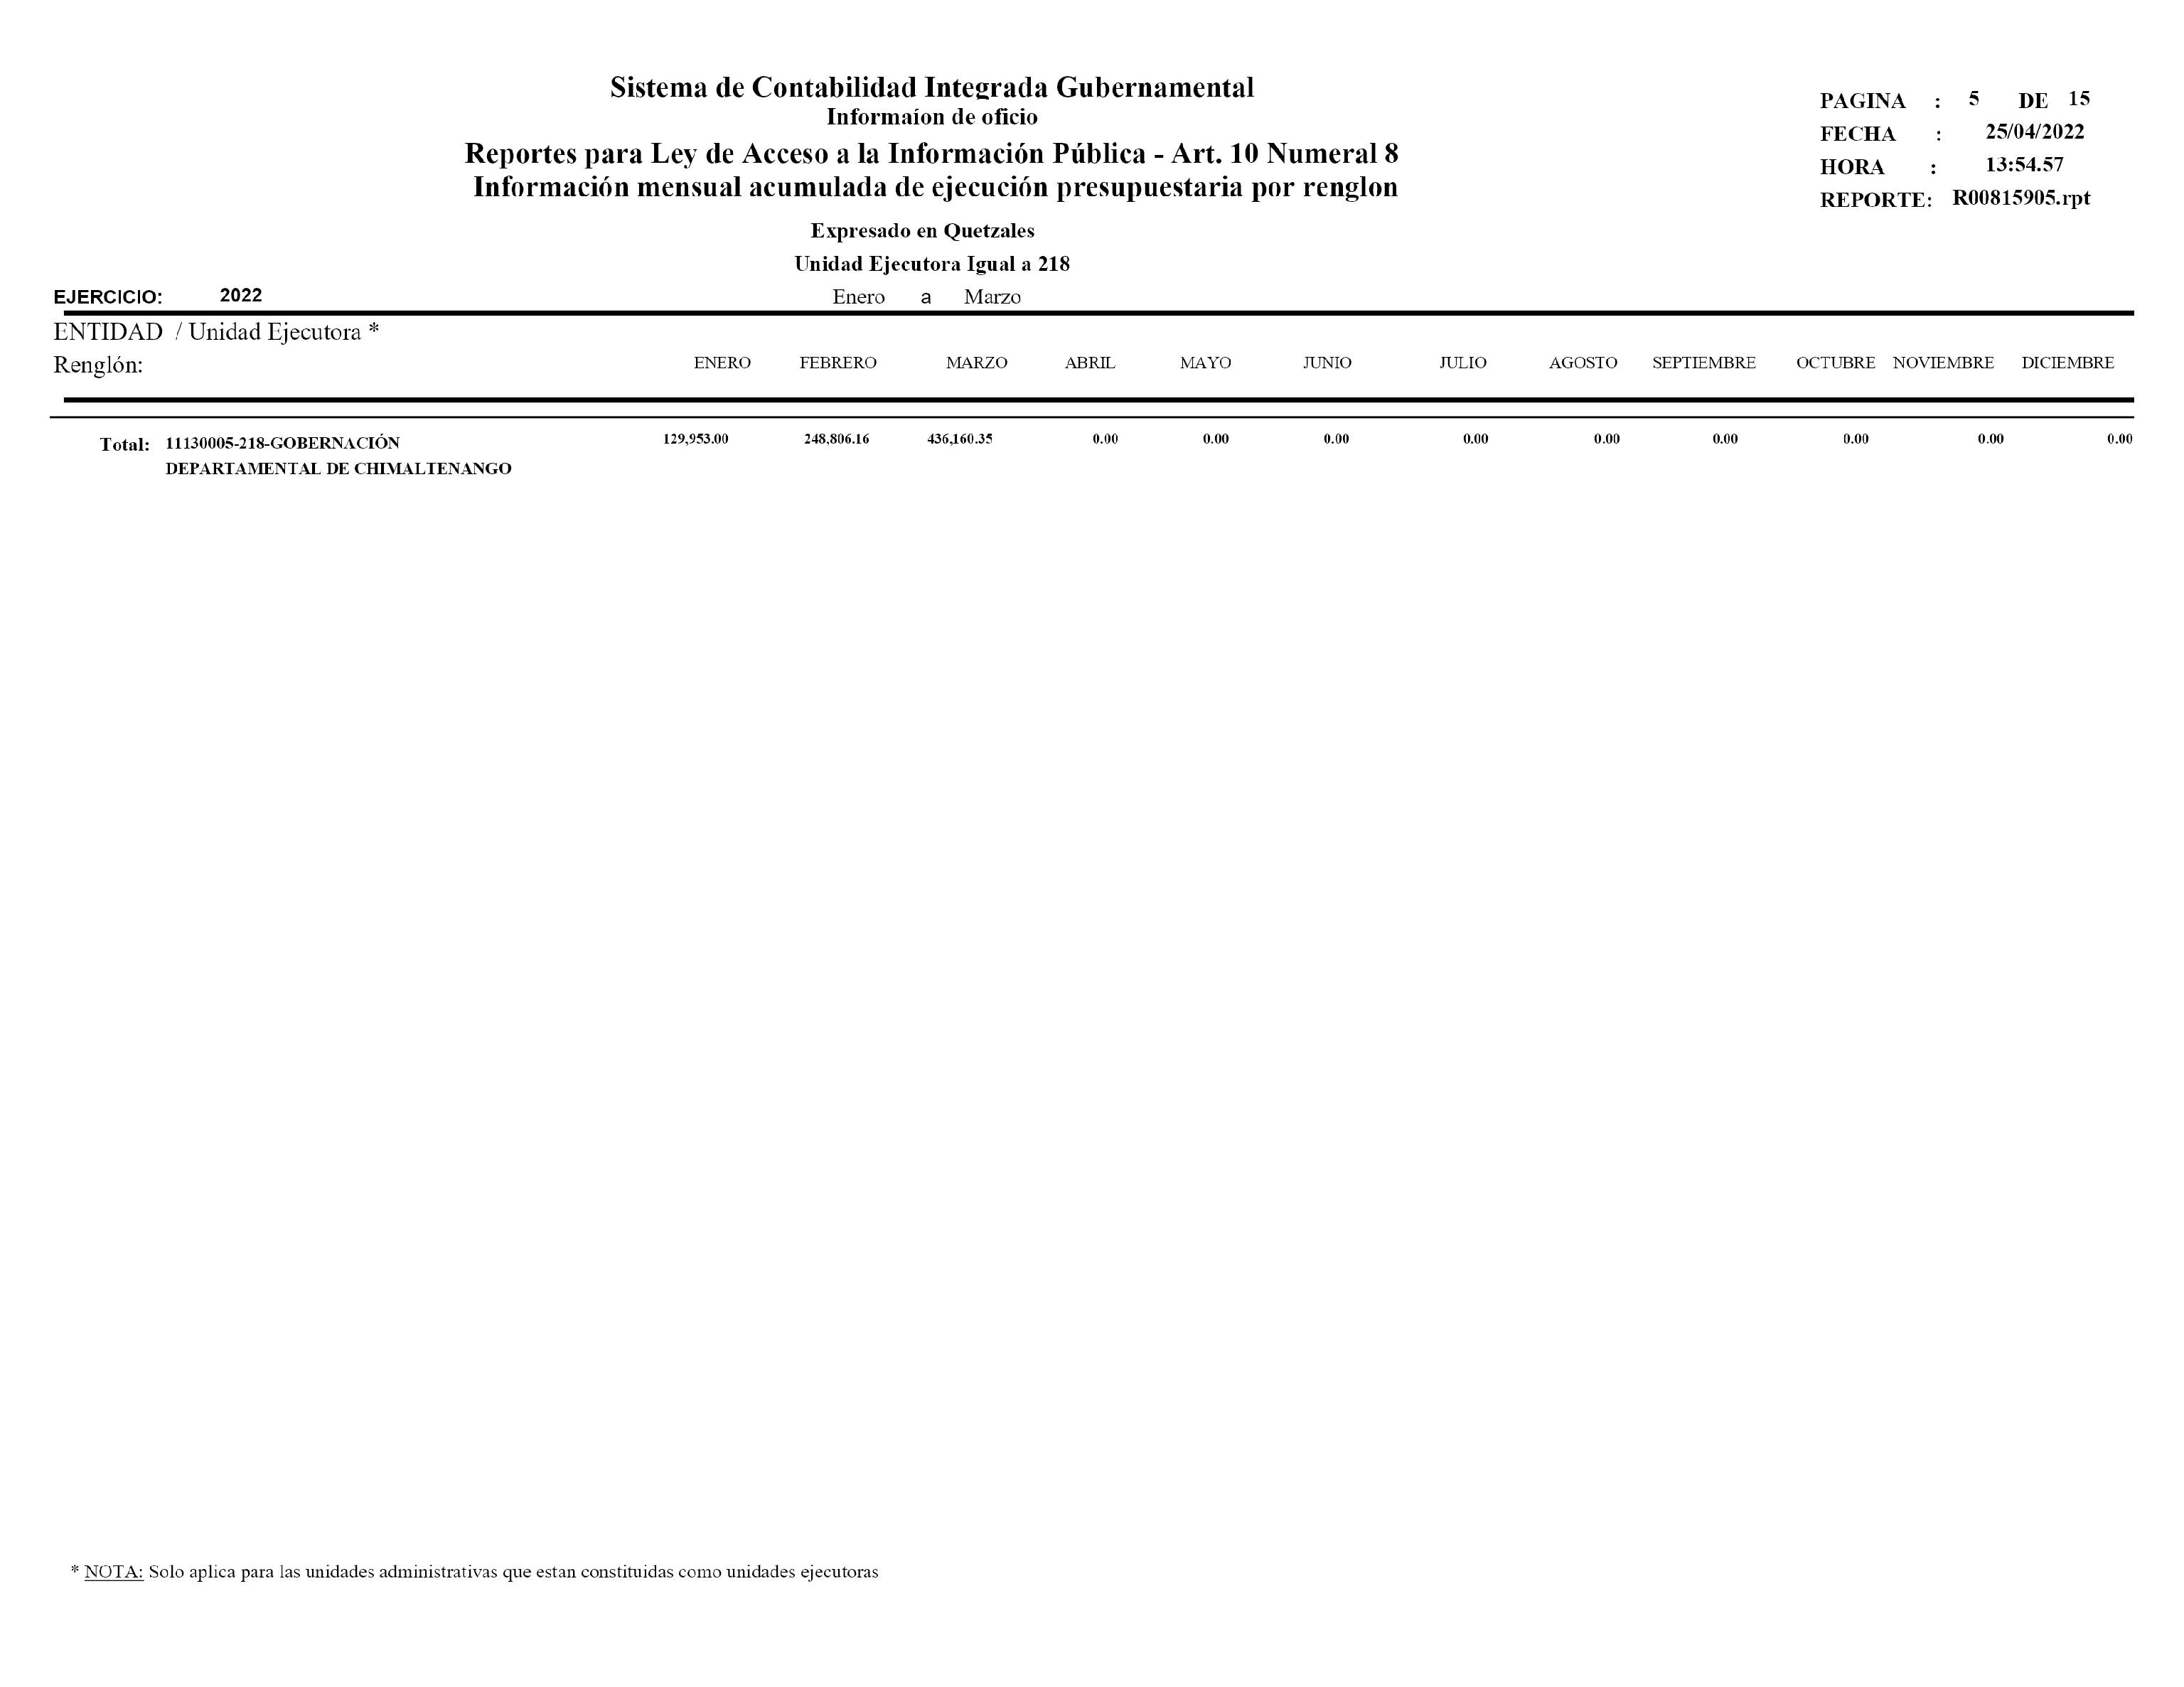 Sistema de Contabilidad Integrada Gubernamental
Informaíon de oficio
Reportes para Ley de Acceso a la Información Pública - Art. 10 Numeral 8
Información mensual acumulada de ejecución presupuestaria por renglon
Expresado en Quetzales
Unidad Ejecutora Igual a 218
PAGINA : 5 DE 15
FECHA : 25/04/2022
HORA : 13:54.57
REPORTE: R00815905.rpt
EJERCICIO: 2022 Enero a Marzo
ENTIDAD / Unidad Ejecutora *
Renglón: ENERO FEBRERO MARZO ABRIL MAYO JUNIO JULIO AGOSTO SEPTIEMBRE OCTUBRE NOVIEMBRE DICIEMBRE
Total: 11130005-218-GOBERNACIÓN 129,953.00 248,806.16 436,160.35 0.00 0.00 0.00 0.00 0.00 0.00 0.00 0.00 0.00
DEPARTAMENTAL DE CHIMALTENANGO
* NOTA: Solo aplica para las unidades administrativas que estan constituidas como unidades ejecutoras